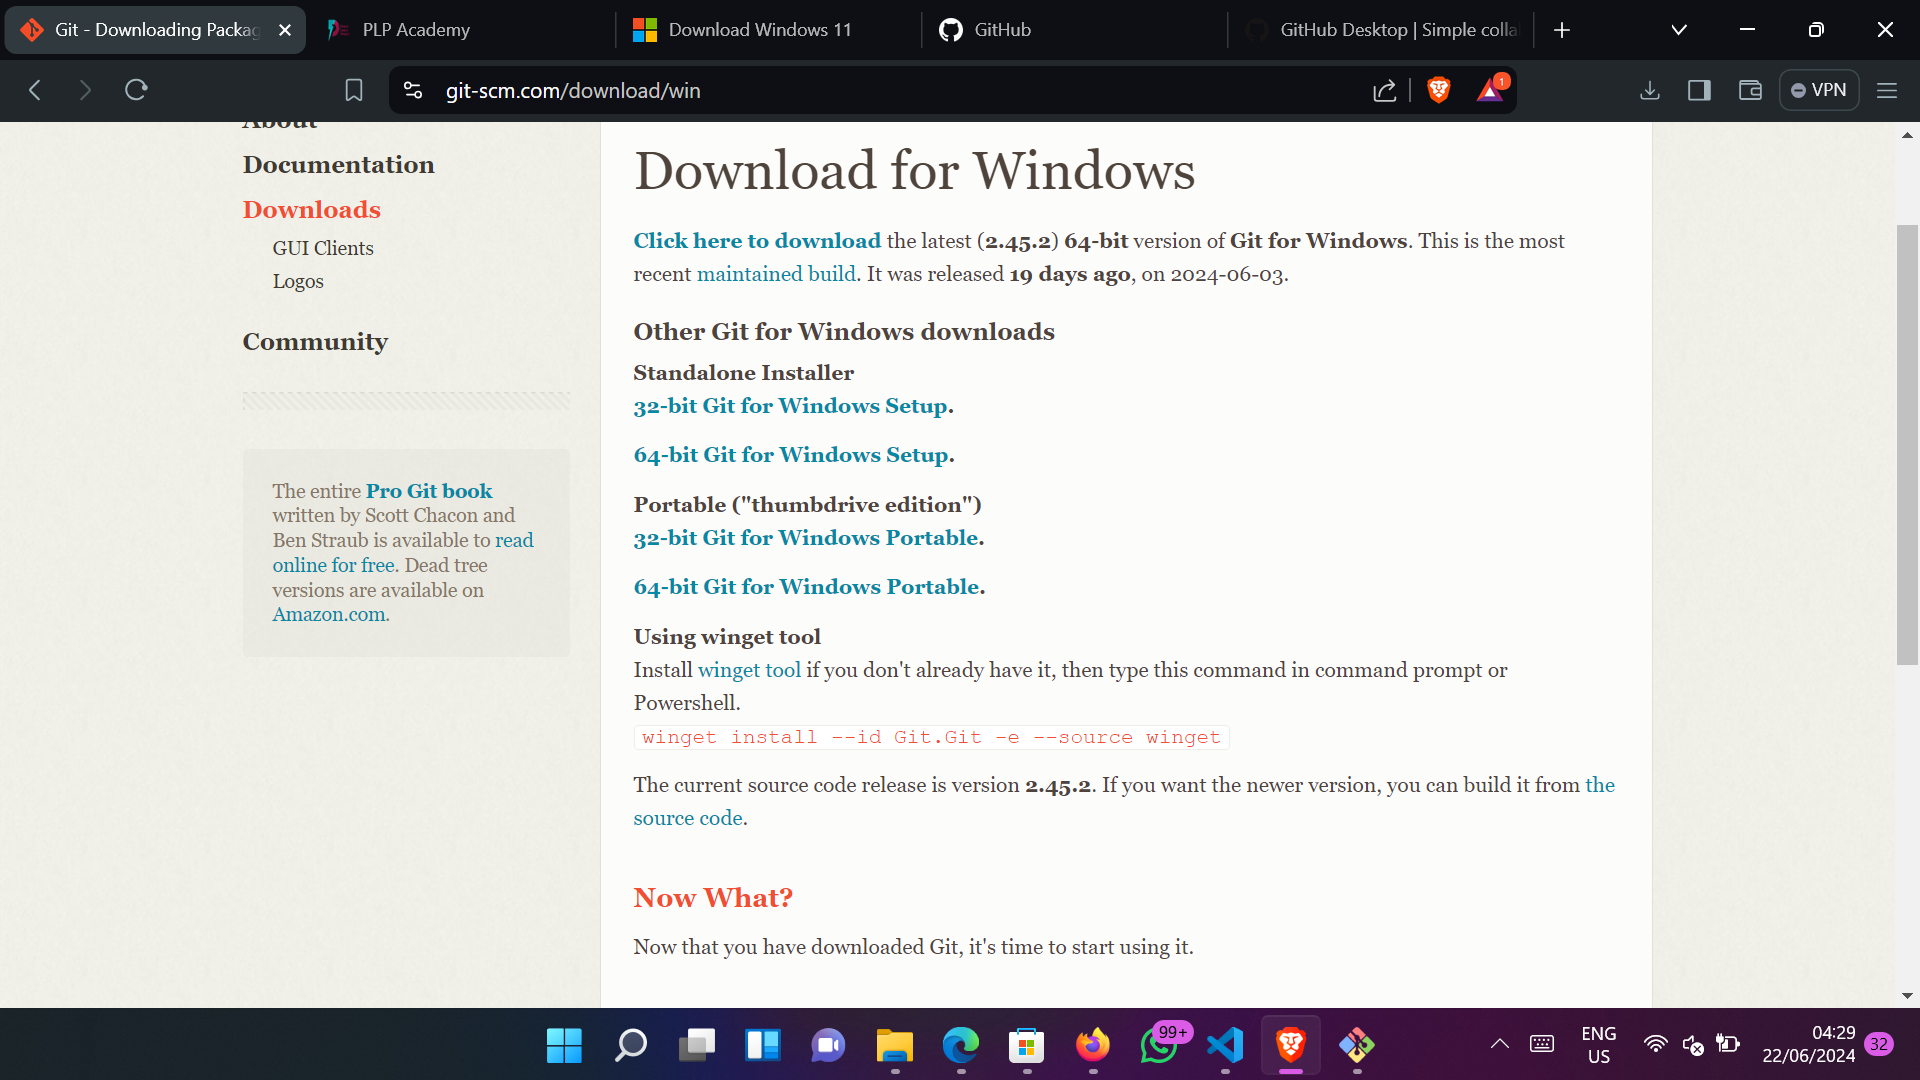 Git - Downloading Packag
PLP Academy
Download Windows 11
GitHub
GitHub Desktop | Simple colla
git-scm.com/download/win
1
VPN
About
Documentation
Downloads
GUI Clients
Logos
Community
The entire Pro Git book
written by Scott Chacon and
Ben Straub is available to read
online for free. Dead tree
versions are available on
Amazon.com.
Download for Windows
Click here to download the latest (2.45.2) 64-bit version of Git for Windows. This is the most
recent maintained build. It was released 19 days ago, on 2024-06-03.
Other Git for Windows downloads
Standalone Installer
32-bit Git for Windows Setup.
64-bit Git for Windows Setup.
Portable ("thumbdrive edition")
32-bit Git for Windows Portable.
64-bit Git for Windows Portable.
Using winget tool
Install winget tool if you don't already have it, then type this command in command prompt or
Powershell.
winget install --id Git.Git -e --source winget
The current source code release is version 2.45.2. If you want the newer version, you can build it from the
source code.
Now What?
Now that you have downloaded Git, it's time to start using it.
99+
ENG
US
04:29
22/06/2024
32